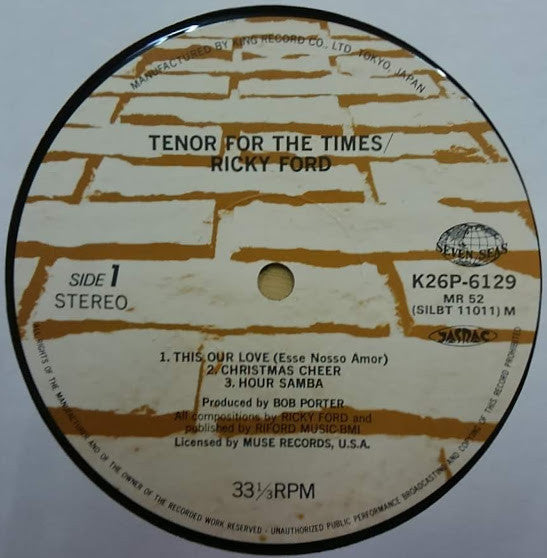 MANUFACTURED BY KING RECORD CO., LTD. TOKYO, JAPAN
TENOR FOR THE TIMES/
RICKY FORD
SEVEN SEAS
SIDE 1
STEREO
K26P-6129
MR 52
(SILBT 11011) M
JASRAC
1. THIS OUR LOVE (Esse Nosso Amor)
2. CHRISTMAS CHEER
3. HOUR SAMBA
Produced by BOB PORTER
All compositions by RICKY FORD and
published by RIFORD MUSIC-BMI
Licensed by MUSE RECORDS, U.S.A.
33⅓RPM
ALL RIGHTS OF THE MANUFACTURER AND OF THE OWNER OF THE RECORDED WORK RESERVED - UNAUTHORIZED PUBLIC PERFORMANCE BROADCASTING AND COPYING OF THIS RECORD PROHIBITED